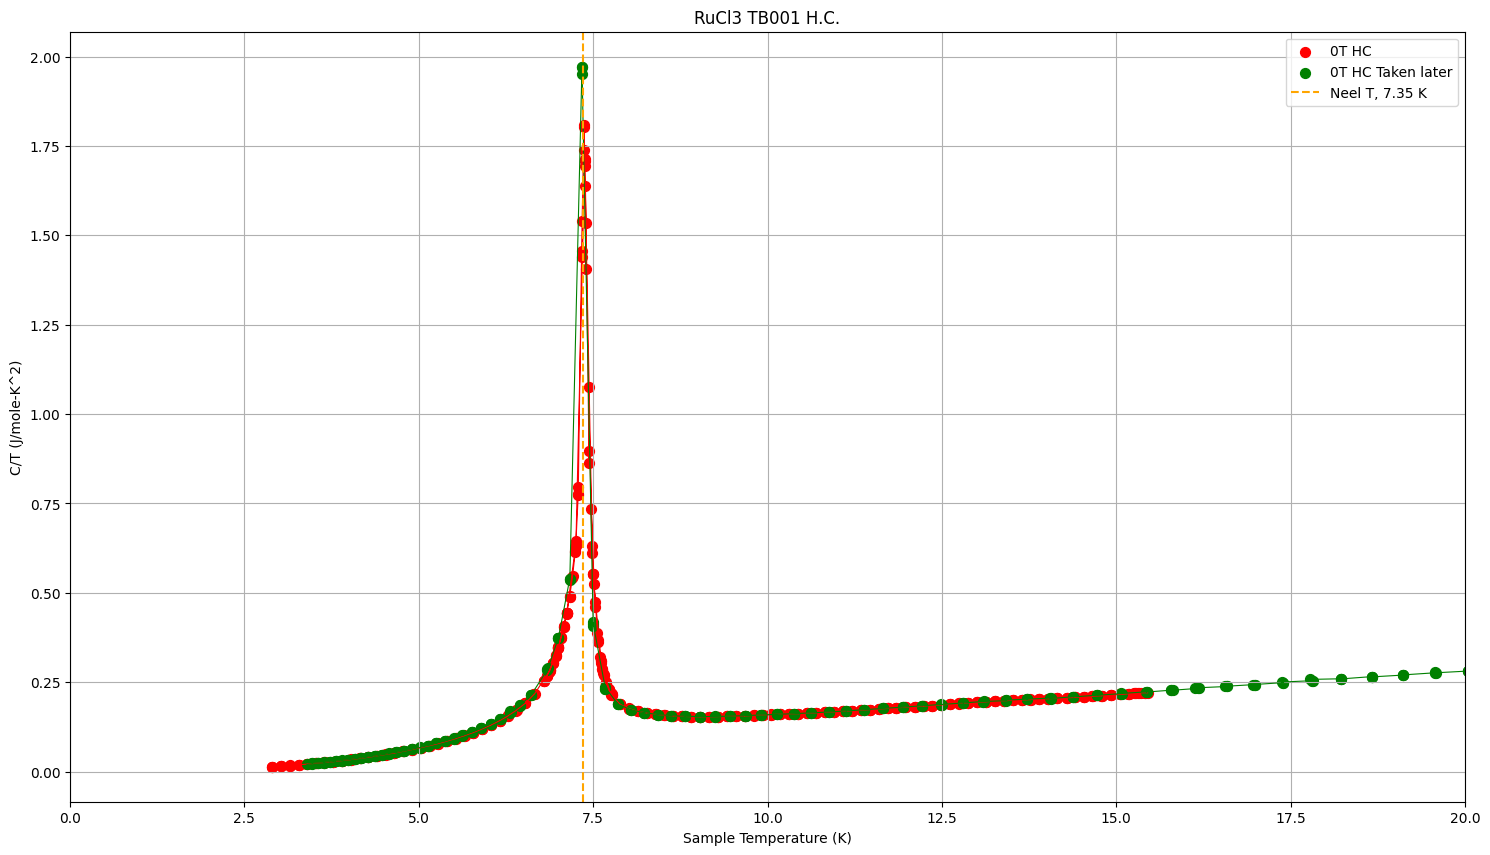 RuCl3 TB001 H.C.
0T HC
0T HC Taken later
Neel T, 7.35 K
C/T (J/mole-K^2)
2.00
1.75
1.50
1.25
1.00
0.75
0.50
0.25
0.00
0.0 2.5 5.0 7.5 10.0 12.5 15.0 17.5 20.0
Sample Temperature (K)